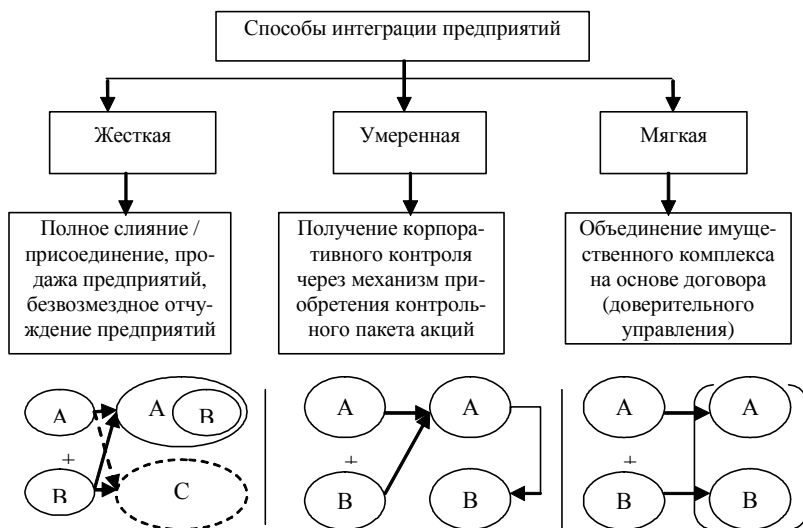 Способы интеграции предприятий
Жесткая
Умеренная
Мягкая
Полное слияние /
присоединение, про-
дажа предприятий,
безвозмездное отчу-
ждение предприятий
Получение корпора-
тивного контроля
через механизм при-
обретения контроль-
ного пакета акций
Объединение имуще-
ственного комплекса
на основе договора
(доверительного
управления)
A
A
B
+
B
C
A
A
+
B
B
A
A
+
B
B